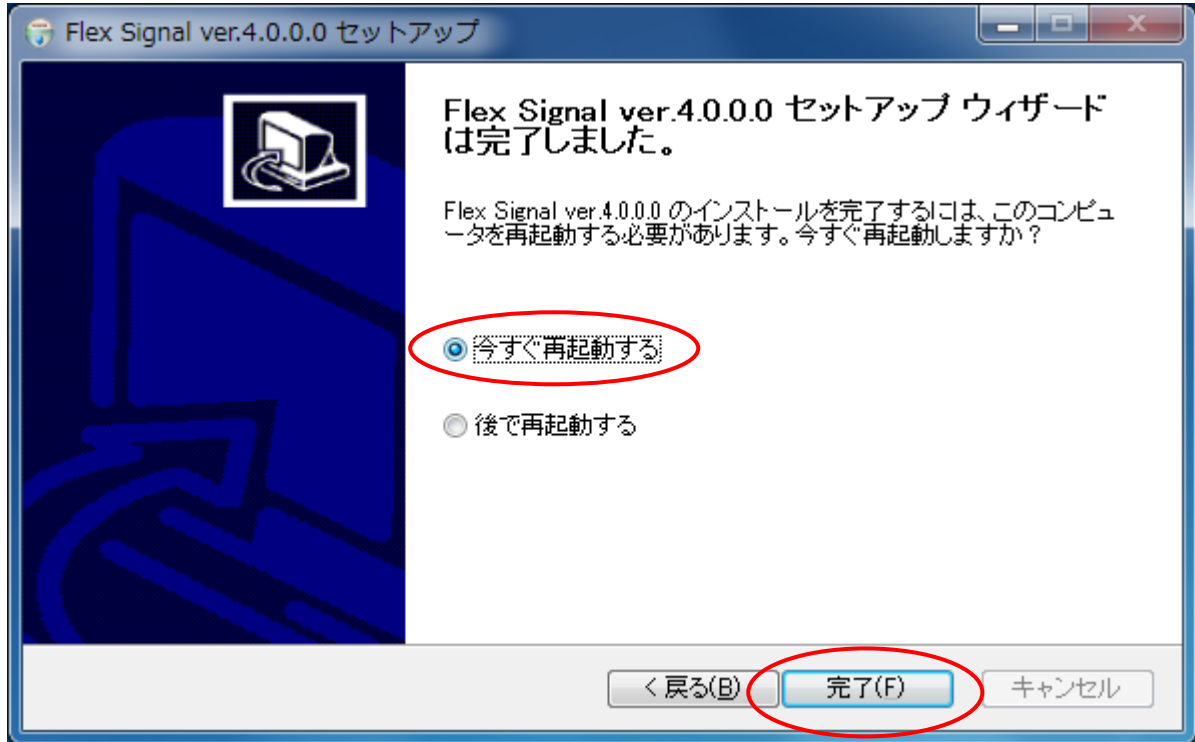 Flex Signal ver.4.0.0.0 セットアップ
Flex Signal ver.4.0.0.0 セットアップ ウィザード
は完了しました。
Flex Signal ver.4.0.0.0 のインストールを完了するには、このコンピュ
ータを再起動する必要があります。今すぐ再起動しますか？
今すぐ再起動する
後で再起動する
< 戻る(B)
完了(F)
キャンセル